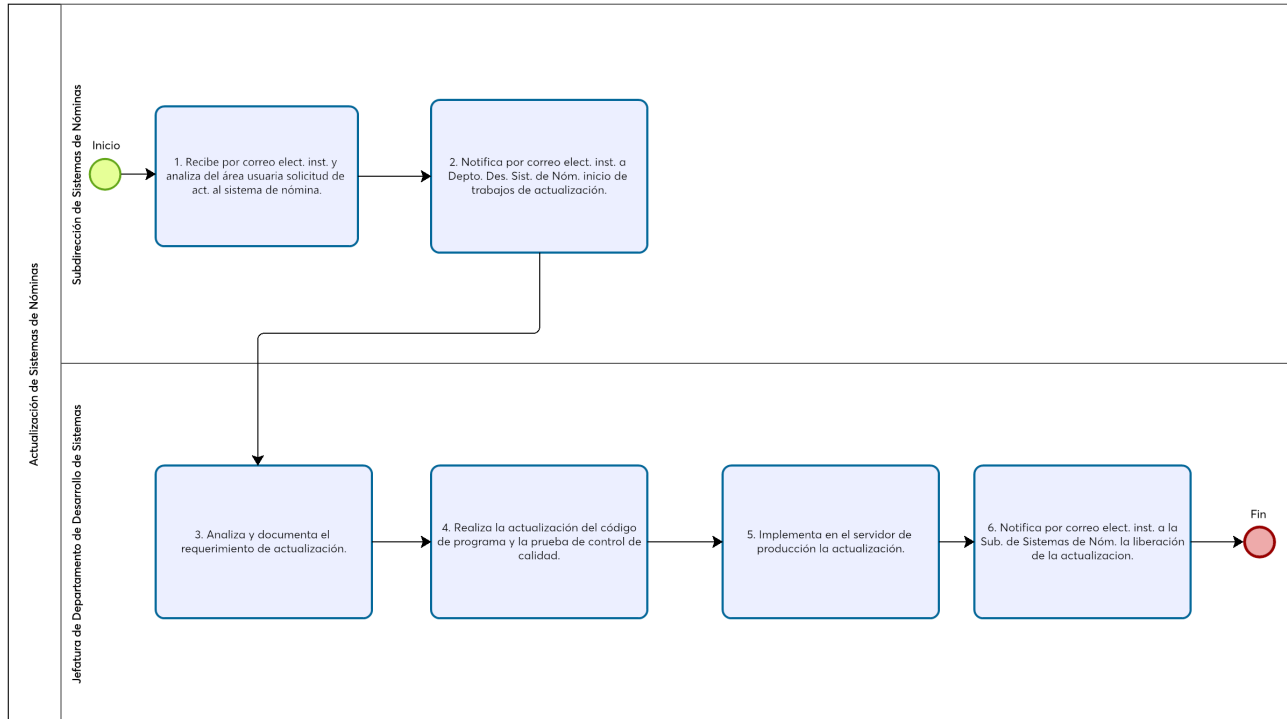 Actualización de Sistemas de Nóminas
Subdirección de Sistemas de Nóminas
Inicio
1. Recibe por correo elect. inst. y
analiza del área usuaria solicitud de
act. al sistema de nómina.
2. Notifica por correo elect. inst. a
Depto. Des. Sist. de Nóm. inicio de
trabajos de actualización.
Jefatura de Departamento de Desarrollo de Sistemas
3. Analiza y documenta el
requerimiento de actualización.
4. Realiza la actualización del código
de programa y la prueba de control de
calidad.
5. Implementa en el servidor de
producción la actualización.
6. Notifica por correo elect. inst. a la
Sub. de Sistemas de Nóm. la liberación
de la actualizacion.
Fin